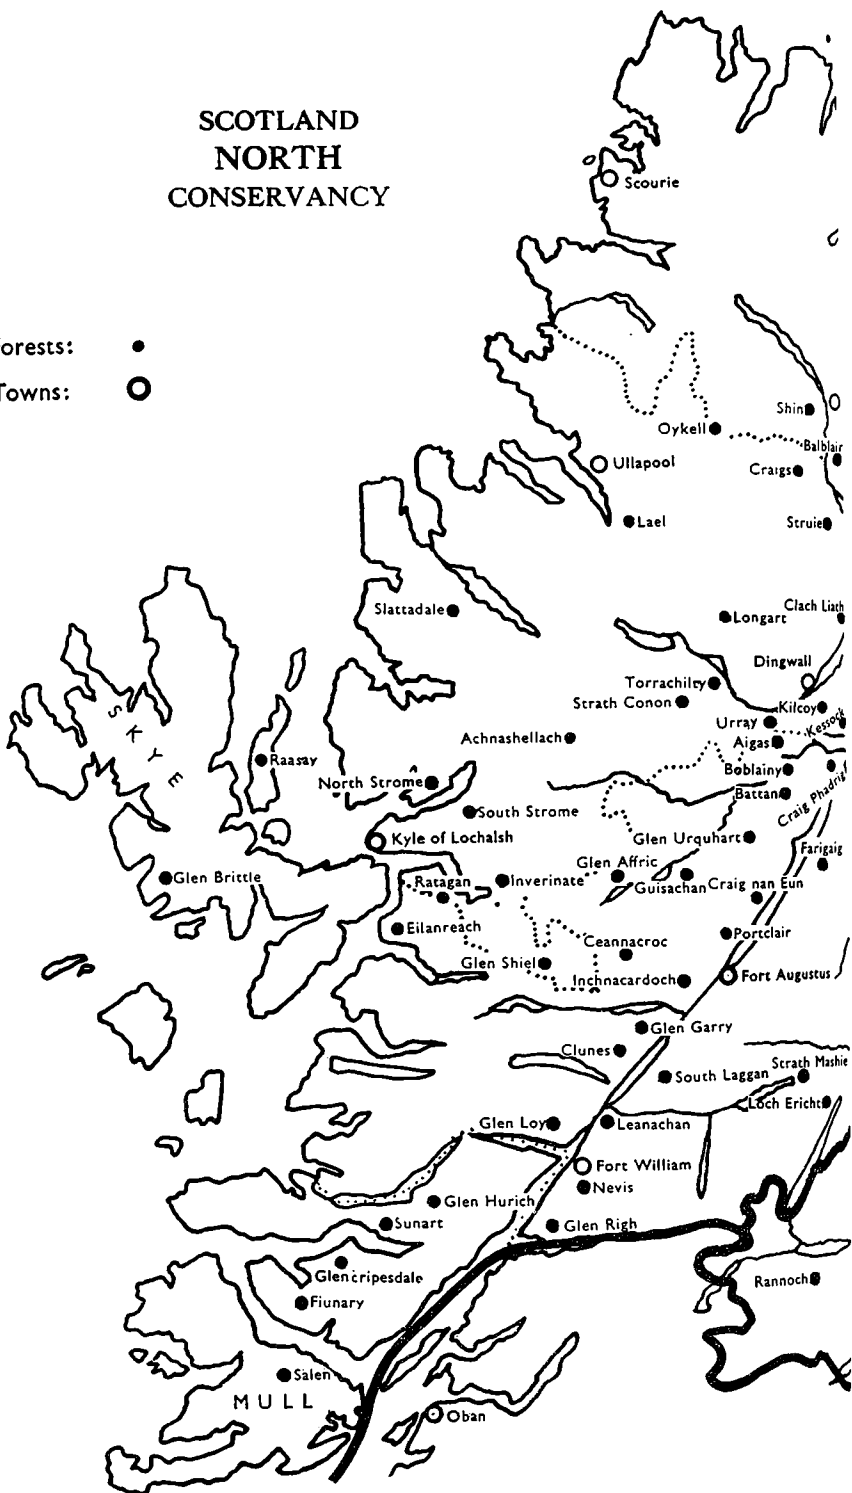 SCOTLAND
NORTH
CONSERVANCY
Scourie
orests:
Towns:
Shin
Oykell
Balblair
Ullapool
Craigs
Lael
Struie
Slattadale
Clach Liath
Longart
Dingwall
Torrachilty
Strath Conon
Kilcoy
Urray
Kessock
SKYE
Achnashellach
Aigas
Raasay
Boblainy
North Strome
Battan
Craig Phadrig
South Strome
Kyle of Lochalsh
Glen Urquhart
Farigaig
Glen Affric
Glen Brittle
Ratagan
Inverinate
Guisachan
Craig nan Eun
Eilanreach
Portclair
Ceannacroc
Glen Shiel
Inchnacardoch
Fort Augustus
Glen Garry
Clunes
South Laggan
Strath Mashie
Loch Ericht
Glen Loy
Leanachan
Fort William
Nevis
Glen Hurich
Sunart
Glen Righ
Glencripesdale
Rannoch
Fiunary
Salen
MULL
Oban